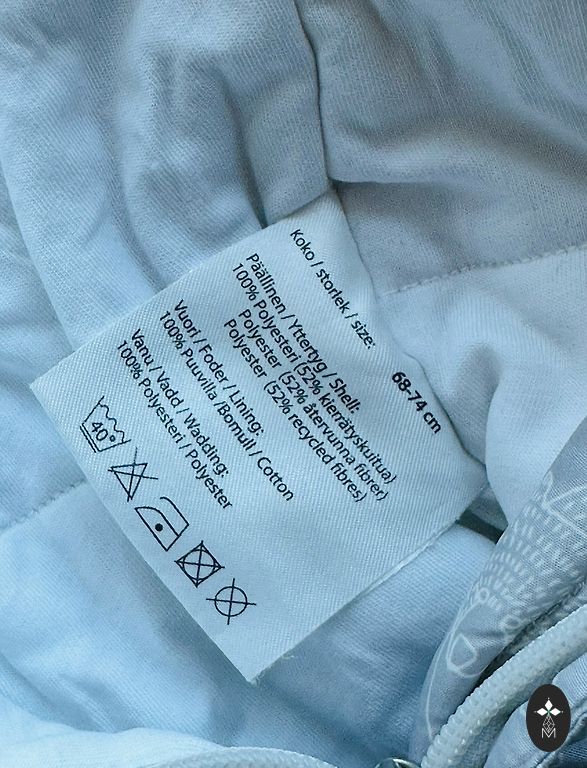 Koko / storlek / size: 68-74 cm
Päällinen / Yttertyg / Shell:
100% Polyesteri (52% kierrätyskuitua)
Polyester (52% återvunna fibrer)
Polyester (52% recycled fibres)
Vuori / Foder / Lining:
100% Puuvilla /Bomull / Cotton
Vanu / Vadd / Wadding:
100% Polyesteri / Polyester
40°